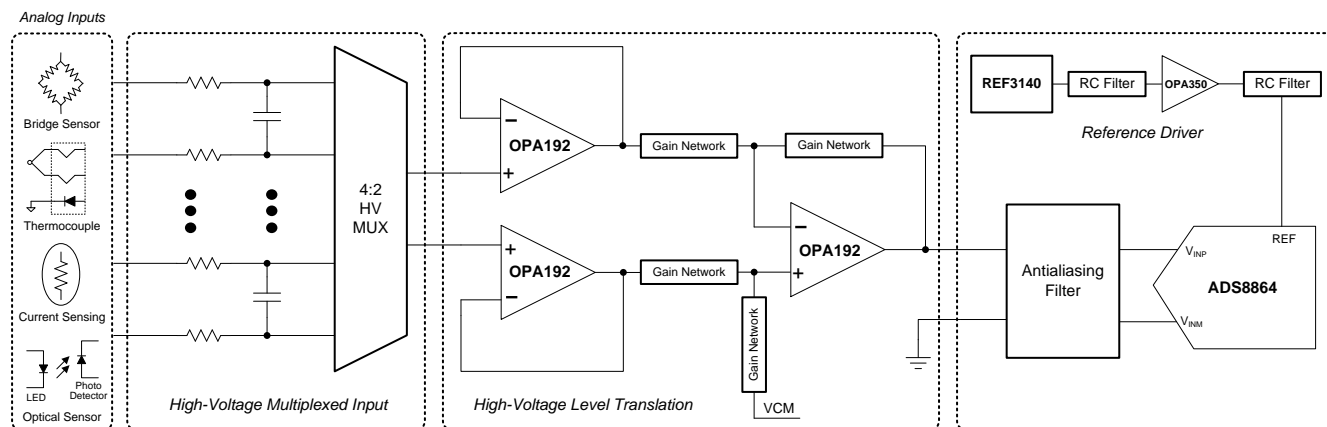 Analog Inputs
Bridge Sensor
Thermocouple
Current Sensing
LED
Photo
Detector
Optical Sensor
4:2
HV
MUX
High-Voltage Multiplexed Input
OPA192
Gain Network
Gain Network
OPA192
OPA192
Gain Network
Gain Network
VCM
High-Voltage Level Translation
REF3140
RC Filter
OPA350
RC Filter
Reference Driver
Antialiasing
Filter
REF
VINP
ADS8864
VINM